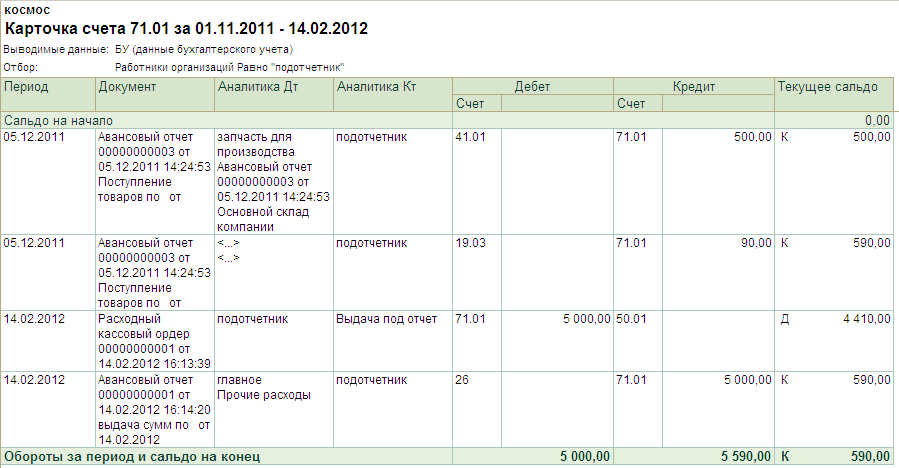 космос
Карточка счета 71.01 за 01.11.2011 - 14.02.2012
Выводимые данные: БУ (данные бухгалтерского учета)
Отбор: Работники организаций Равно "подотчетник"
Период Документ Аналитика Дт Аналитика Кт Дебет Кредит Текущее сальдо
Счет Счет
Сальдо на начало 0,00
05.12.2011 Авансовый отчет запчасть для подотчетник 41.01 71.01 500,00 К 500,00
00000000003 от производства
05.12.2011 14:24:53 Авансовый отчет
Поступление 00000000003 от
товаров по от 05.12.2011 14:24:53
Основной склад
компании
05.12.2011 Авансовый отчет <...> подотчетник 19.03 71.01 90,00 К 590,00
00000000003 от <...>
05.12.2011 14:24:53
Поступление
товаров по от
14.02.2012 Расходный подотчетник Выдача под отчет 71.01 5 000,00 50.01 Д 4 410,00
кассовый ордер
00000000001 от
14.02.2012 16:13:39
14.02.2012 Авансовый отчет главное подотчетник 26 71.01 5 000,00 К 590,00
00000000001 от Прочие расходы
14.02.2012 16:14:20
выдача сумм по от
14.02.2012
Обороты за период и сальдо на конец 5 000,00 5 590,00 К 590,00